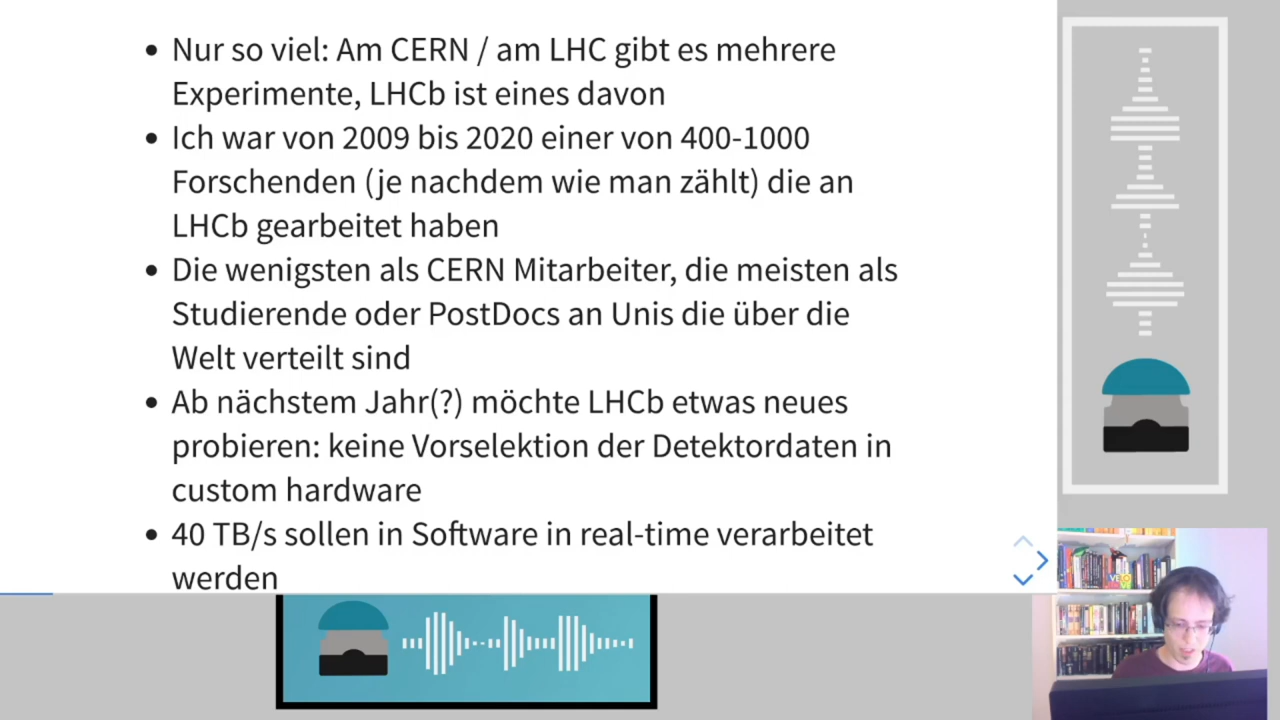 • Nur so viel: Am CERN / am LHC gibt es mehrere
Experimente, LHCb ist eines davon
• Ich war von 2009 bis 2020 einer von 400-1000
Forschenden (je nachdem wie man zählt) die an
LHCb gearbeitet haben
• Die wenigsten als CERN Mitarbeiter, die meisten als
Studierende oder PostDocs an Unis die über die
Welt verteilt sind
• Ab nächstem Jahr(?) möchte LHCb etwas neues
probieren: keine Vorselektion der Detektordaten in
custom hardware
• 40 TB/s sollen in Software in real-time verarbeitet
werden